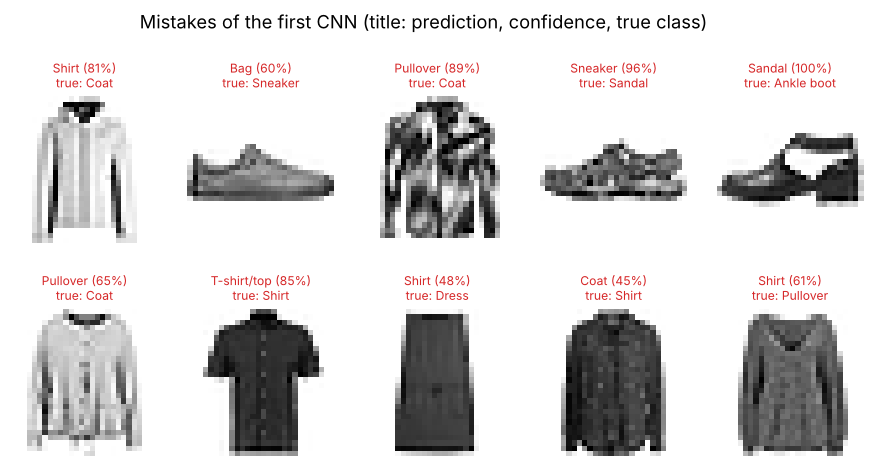 Mistakes of the first CNN (title: prediction, confidence, true class)
Shirt (81%)
true: Coat
Bag (60%)
true: Sneaker
Pullover (89%)
true: Coat
Sneaker (96%)
true: Sandal
Sandal (100%)
true: Ankle boot
Pullover (65%)
true: Coat
T-shirt/top (85%)
true: Shirt
Shirt (48%)
true: Dress
Coat (45%)
true: Shirt
Shirt (61%)
true: Pullover